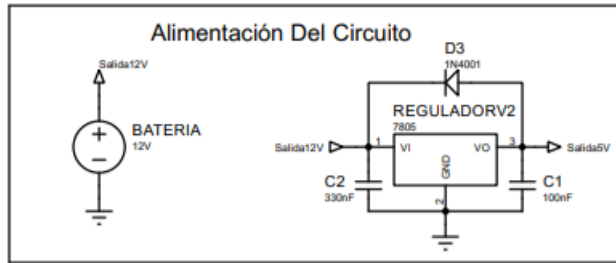 Alimentación Del Circuito
Salida12V
BATERIA
12V
D3
1N4001
REGULADORV2
7805
Salida12V
1
VI
VO
3
Salida5V
GND
2
C2
330nF
C1
100nF